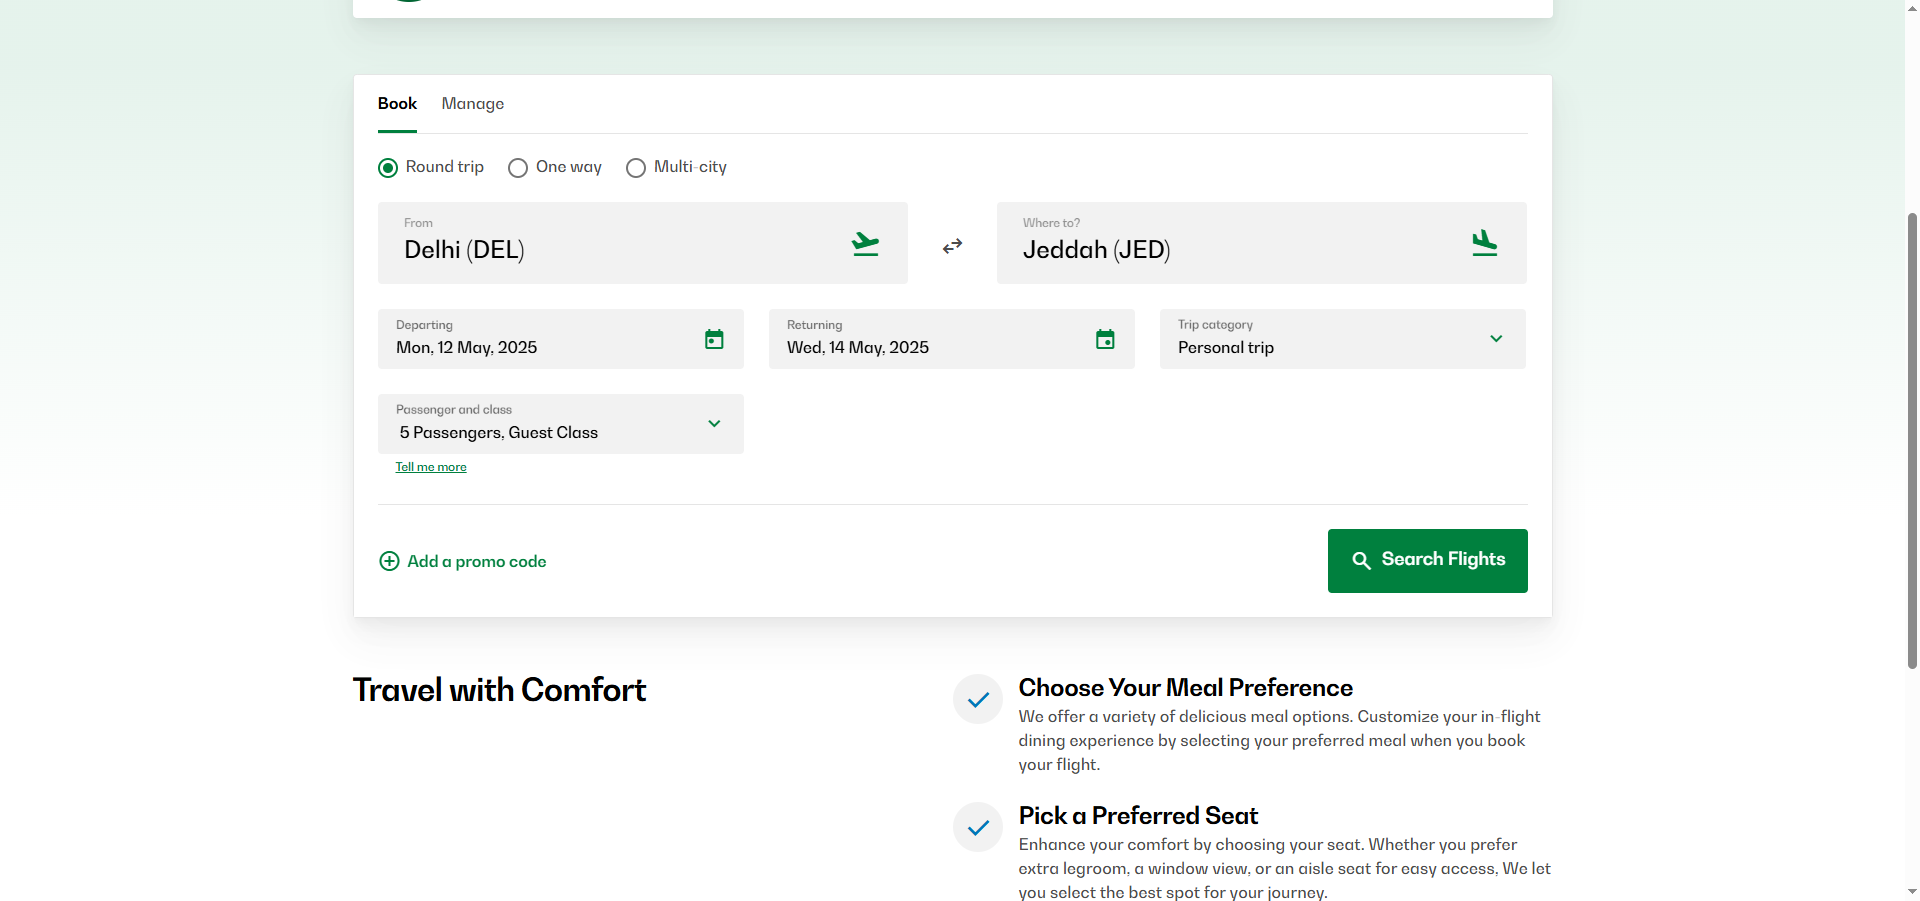 Book Manage
Round trip One way Multi-city
From
Delhi (DEL)
Where to?
Jeddah (JED)
Departing
Mon, 12 May, 2025
Returning
Wed, 14 May, 2025
Trip category
Personal trip
Passenger and class
5 Passengers, Guest Class
Tell me more
Add a promo code
Search Flights
Travel with Comfort
Choose Your Meal Preference
We offer a variety of delicious meal options. Customize your in-flight
dining experience by selecting your preferred meal when you book
your flight.
Pick a Preferred Seat
Enhance your comfort by choosing your seat. Whether you prefer
extra legroom, a window view, or an aisle seat for easy access, We let
you select the best spot for your journey.